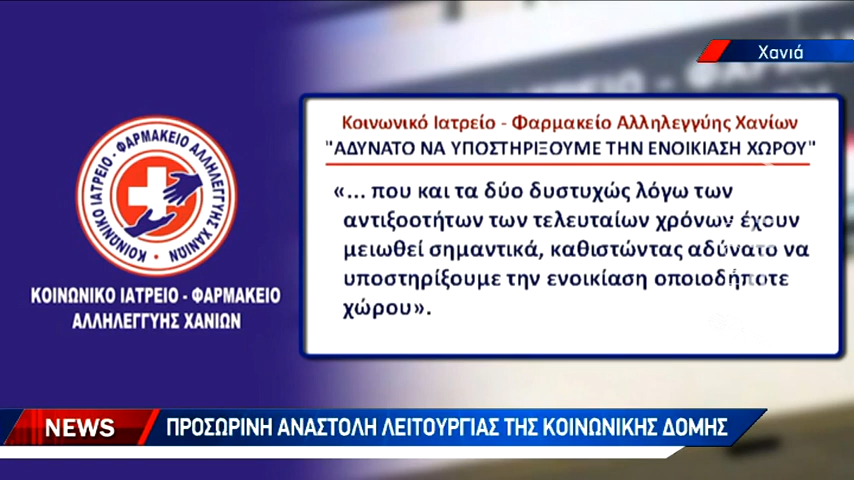 Χανιά
Κοινωνικό Ιατρείο - Φαρμακείο Αλληλεγγύης Χανίων
"ΑΔΥΝΑΤΟ ΝΑ ΥΠΟΣΤΗΡΙΞΟΥΜΕ ΤΗΝ ΕΝΟΙΚΙΑΣΗ ΧΩΡΟΥ"
«... που και τα δύο δυστυχώς λόγω των
αντιξοοτήτων των τελευταίων χρόνων έχουν
μειωθεί σημαντικά, καθιστώντας αδύνατο να
υποστηρίξουμε την ενοικίαση οποιοδήποτε
χώρου».
ΚΟΙΝΩΝΙΚΟ ΙΑΤΡΕΙΟ - ΦΑΡΜΑΚΕΙΟ ΑΛΛΗΛΕΓΓΥΗΣ ΧΑΝΙΩΝ
ΚΟΙΝΩΝΙΚΟ ΙΑΤΡΕΙΟ - ΦΑΡΜΑΚΕΙΟ
ΑΛΛΗΛΕΓΓΥΗΣ ΧΑΝΙΩΝ
NEWS
ΠΡΟΣΩΡΙΝΗ ΑΝΑΣΤΟΛΗ ΛΕΙΤΟΥΡΓΙΑΣ ΤΗΣ ΚΟΙΝΩΝΙΚΗΣ ΔΟΜΗΣ